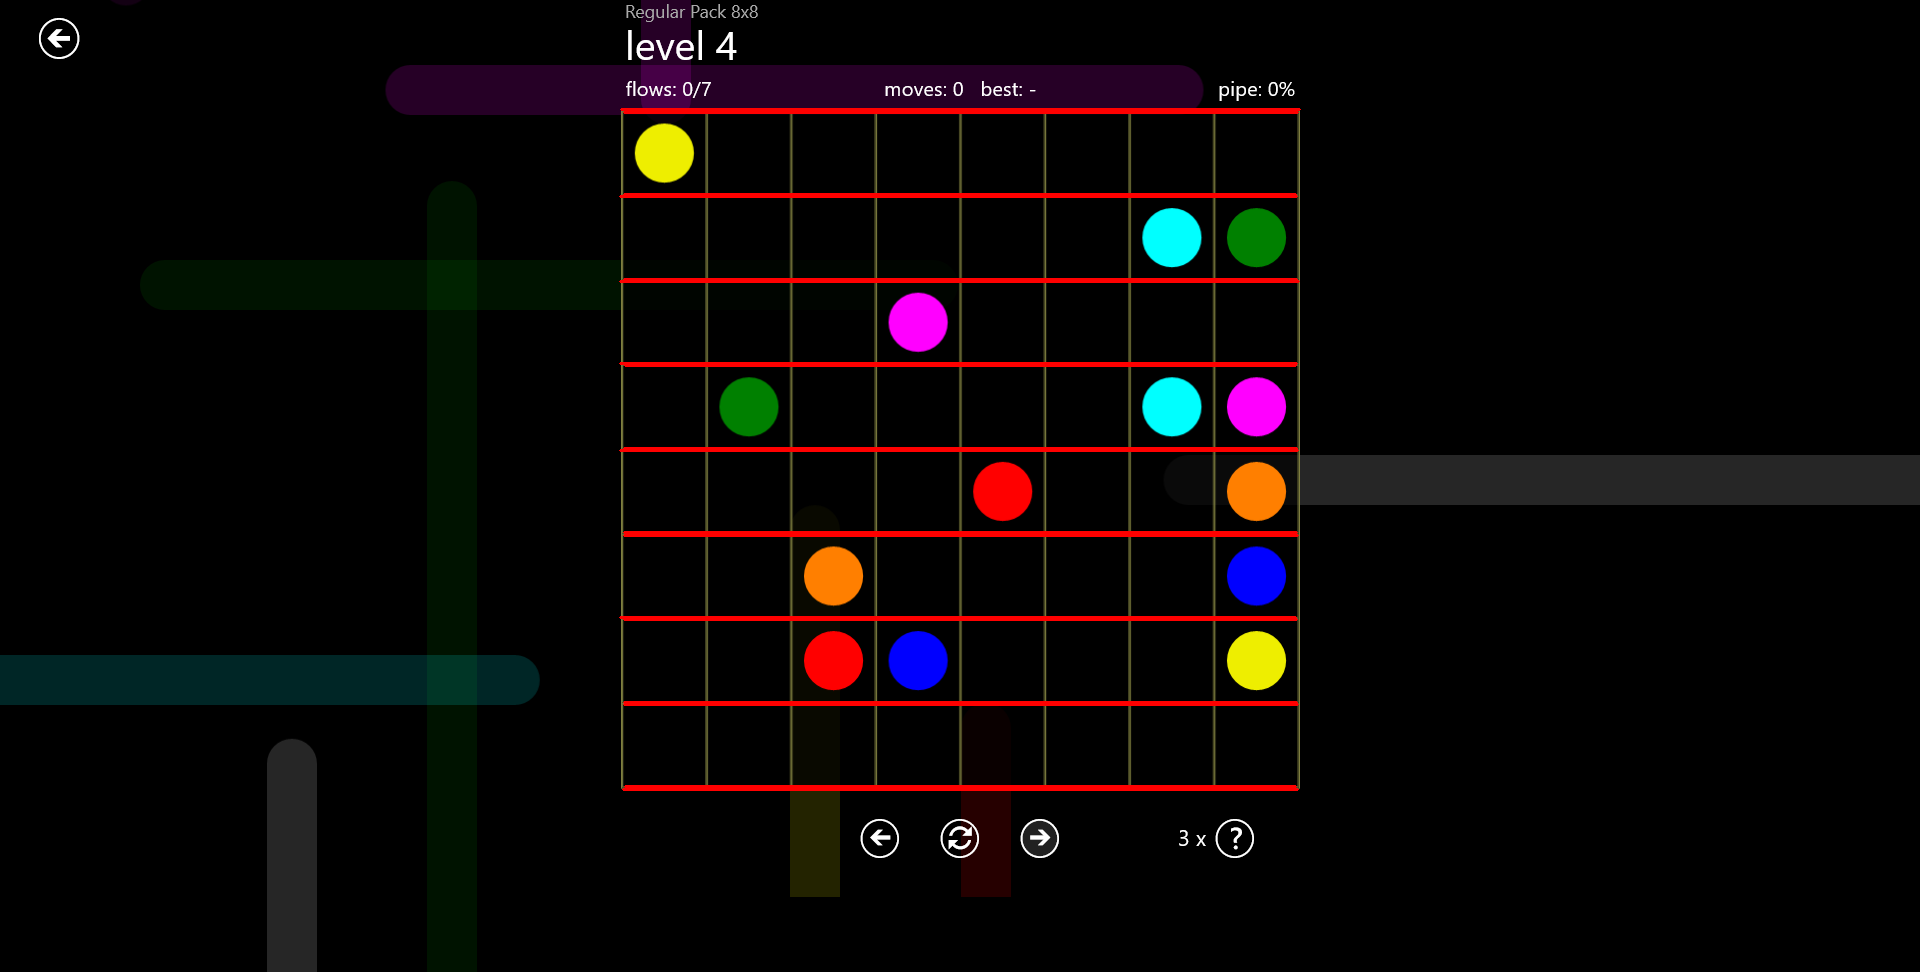 Regular Pack 8x8
level 4
flows: 0/7 moves: 0 best: - pipe: 0%
3 x ?